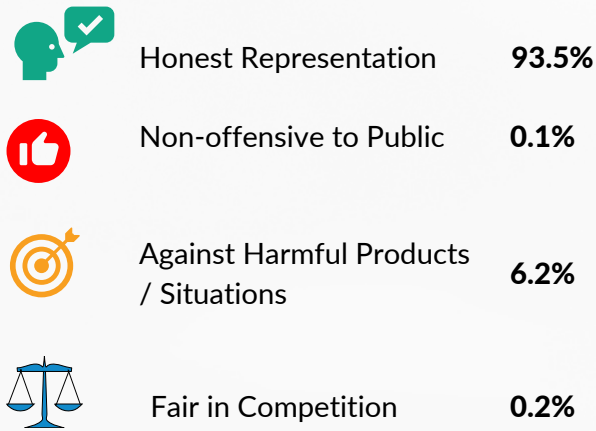 Honest Representation 93.5%
Non-offensive to Public 0.1%
Against Harmful Products
/ Situations 6.2%
Fair in Competition 0.2%